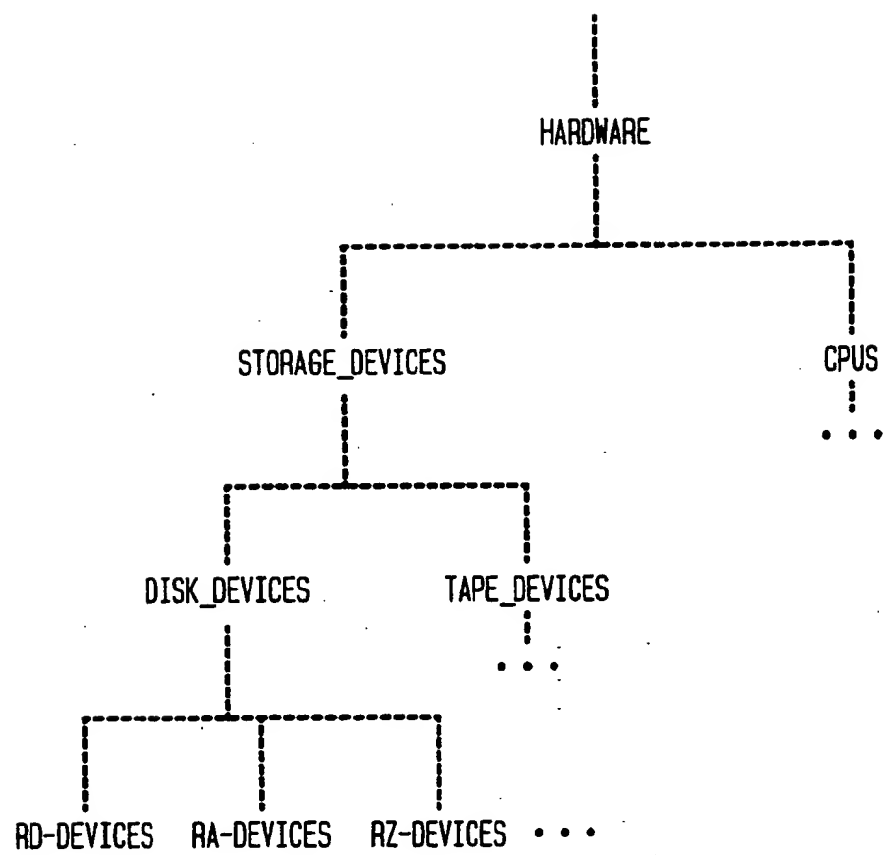 HARDWARE
STORAGE_DEVICES CPUS
• • •
DISK_DEVICES TAPE_DEVICES
• • •
RD-DEVICES RA-DEVICES RZ-DEVICES • • •